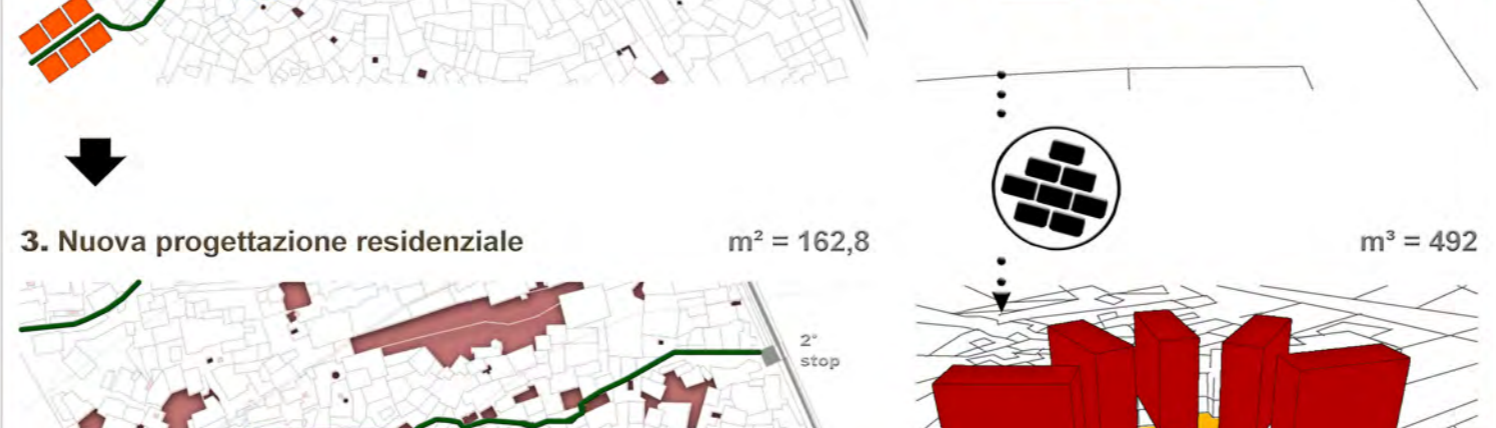 3. Nuova progettazione residenziale
m² = 162,8
m³ = 492
2°
stop